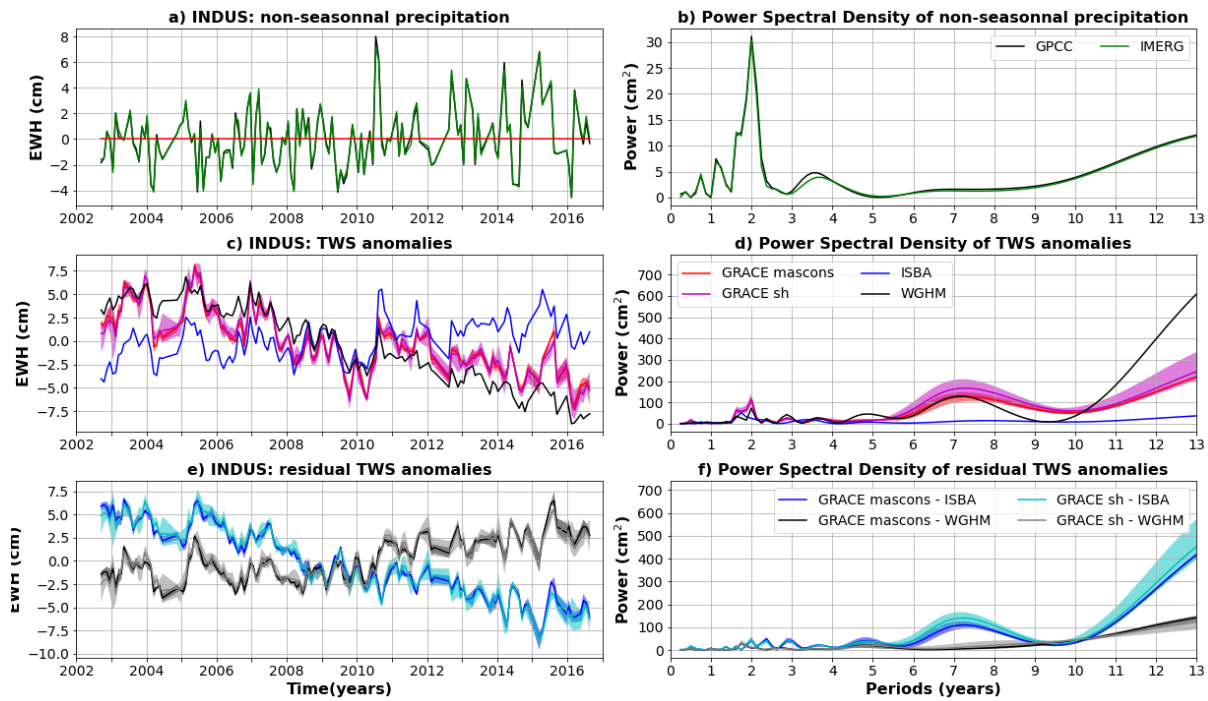 a) INDUS: non-seasonnal precipitation
EWH (cm)
8
6
4
2
0
−2
−4
2002 2004 2006 2008 2010 2012 2014 2016
b) Power Spectral Density of non-seasonnal precipitation
Power (cm²)
30
25
20
15
10
5
0
GPCC IMERG
0 1 2 3 4 5 6 7 8 9 10 11 12 13
c) INDUS: TWS anomalies
EWH (cm)
7.5
5.0
2.5
0.0
−2.5
−5.0
−7.5
2002 2004 2006 2008 2010 2012 2014 2016
d) Power Spectral Density of TWS anomalies
Power (cm²)
700
600
500
400
300
200
100
0
GRACE mascons ISBA
GRACE sh WGHM
0 1 2 3 4 5 6 7 8 9 10 11 12 13
e) INDUS: residual TWS anomalies
EWH (cm)
7.5
5.0
2.5
0.0
−2.5
−5.0
−7.5
−10.0
2002 2004 2006 2008 2010 2012 2014 2016
Time(years)
f) Power Spectral Density of residual TWS anomalies
Power (cm²)
700
600
500
400
300
200
100
0
GRACE mascons - ISBA GRACE sh - ISBA
GRACE mascons - WGHM GRACE sh - WGHM
0 1 2 3 4 5 6 7 8 9 10 11 12 13
Periods (years)